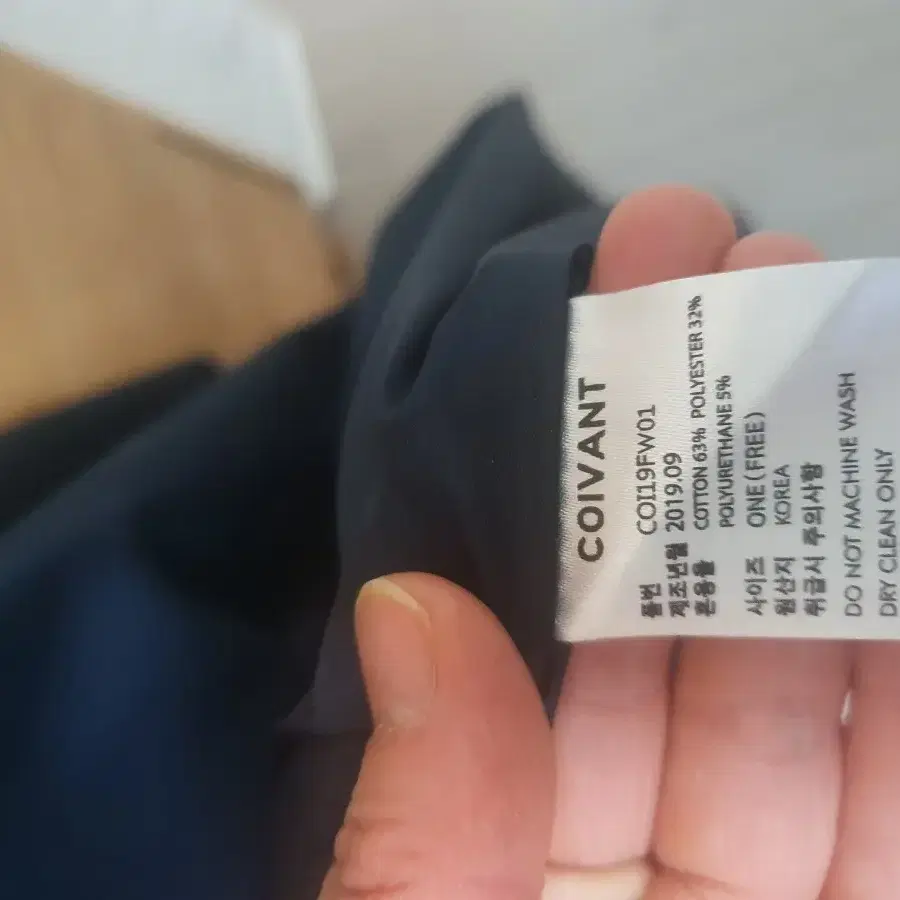 COIVANT
품번 COI19FW01
제조년월 2019.09
혼용율 COTTON 63% POLYESTER 32%
POLYURETHANE 5%
사이즈 ONE ( FREE )
원산지 KOREA
취급시 주의사항
DO NOT MACHINE WASH
DRY CLEAN ONLY